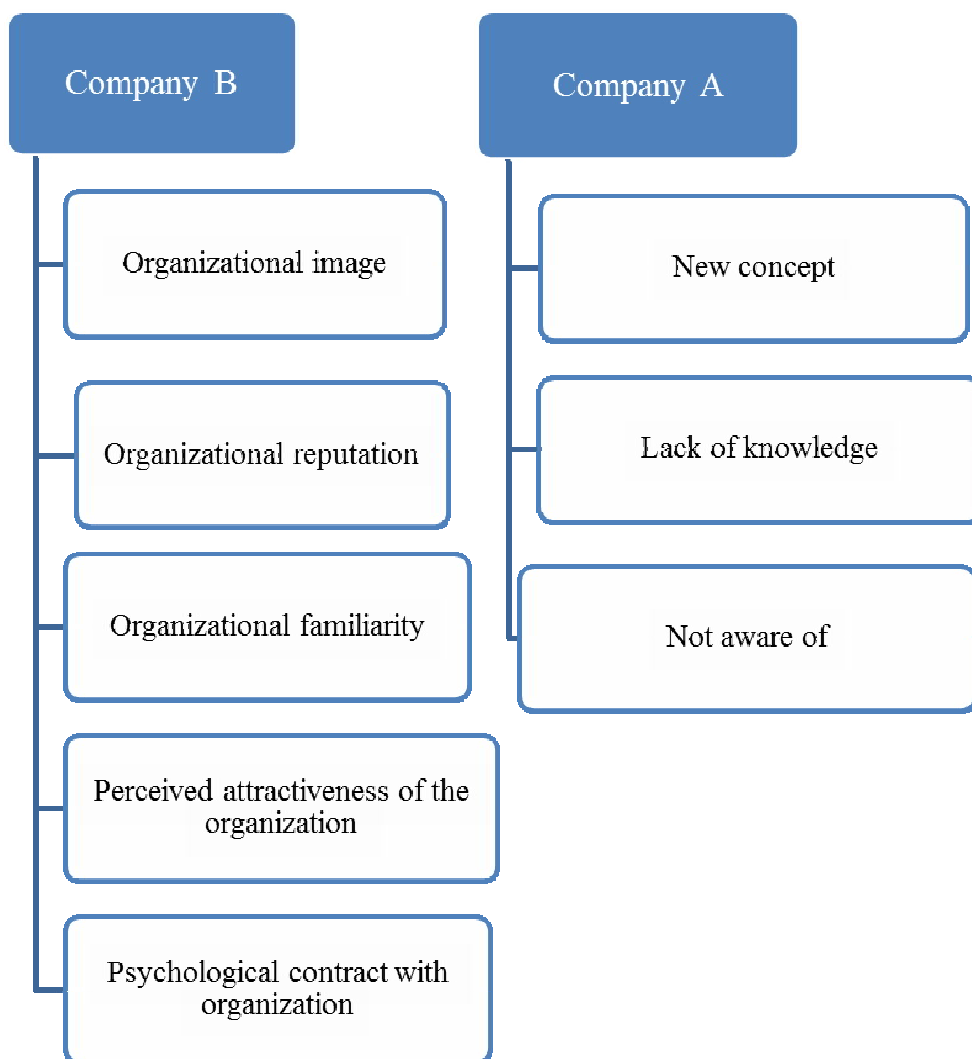 Company B
Organizational image
Organizational reputation
Organizational familiarity
Perceived attractiveness of the
organization
Psychological contract with
organization
Company A
New concept
Lack of knowledge
Not aware of